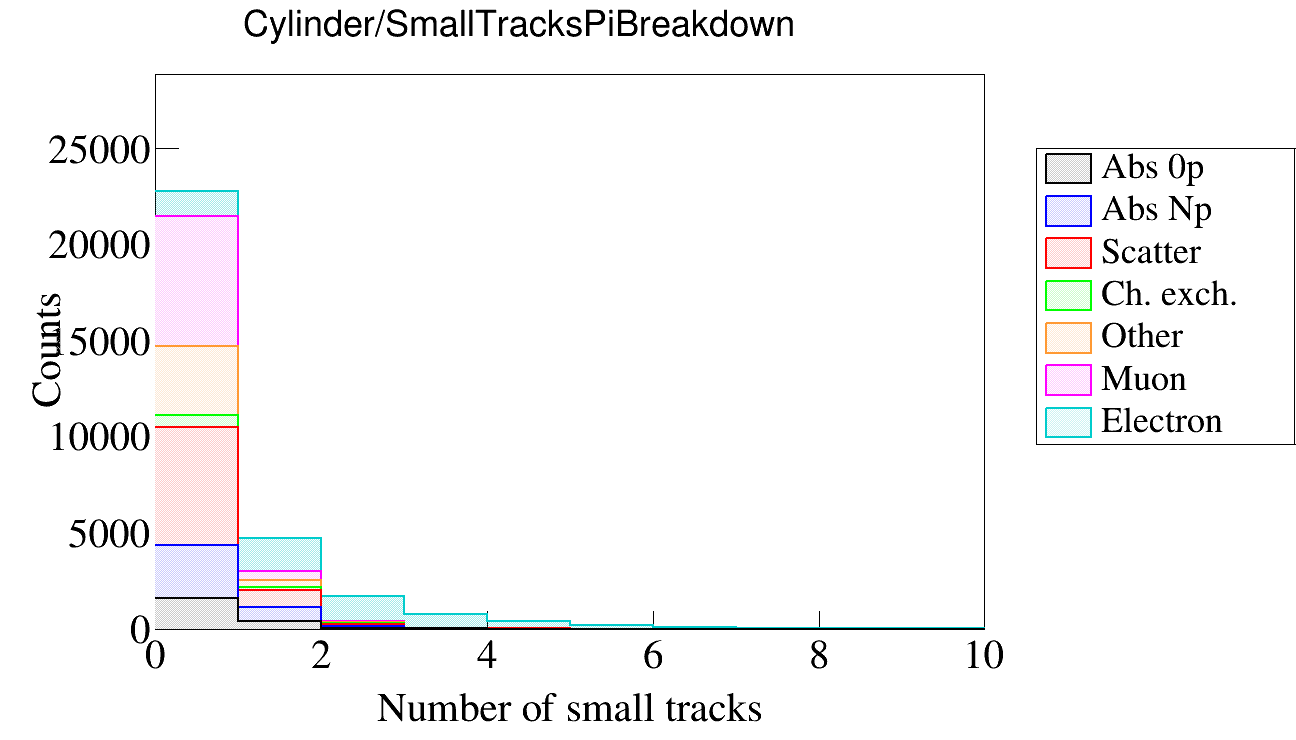 Cylinder/SmallTracksPiBreakdown
25000
20000
15000
10000
5000
0
Counts
0 2 4 6 8 10
Number of small tracks
Abs 0p
Abs Np
Scatter
Ch. exch.
Other
Muon
Electron